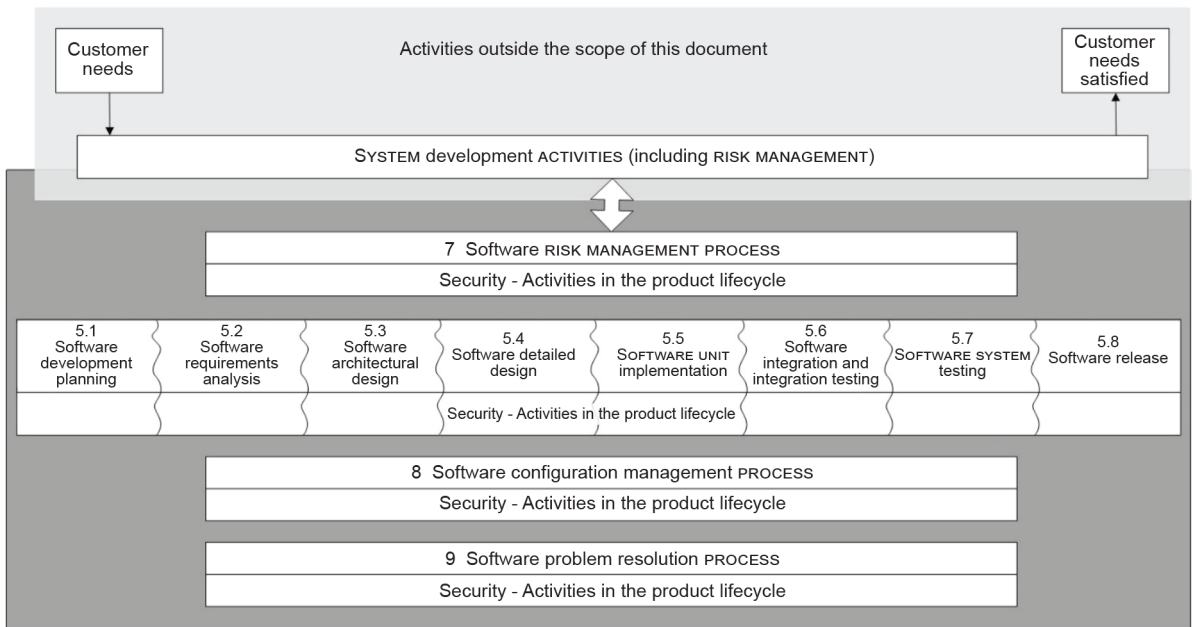 Activities outside the scope of this document
Customer
needs
Customer
needs
satisfied
SYSTEM development ACTIVITIES (including RISK MANAGEMENT)
7 Software RISK MANAGEMENT PROCESS
Security - Activities in the product lifecycle
5.1
Software
development
planning
5.2
Software
requirements
analysis
5.3
Software
architectural
design
5.4
Software detailed
design
5.5
SOFTWARE UNIT
implementation
5.6
Software
integration and
integration testing
5.7
SOFTWARE SYSTEM
testing
5.8
Software release
Security - Activities in the product lifecycle
8 Software configuration management PROCESS
Security - Activities in the product lifecycle
9 Software problem resolution PROCESS
Security - Activities in the product lifecycle